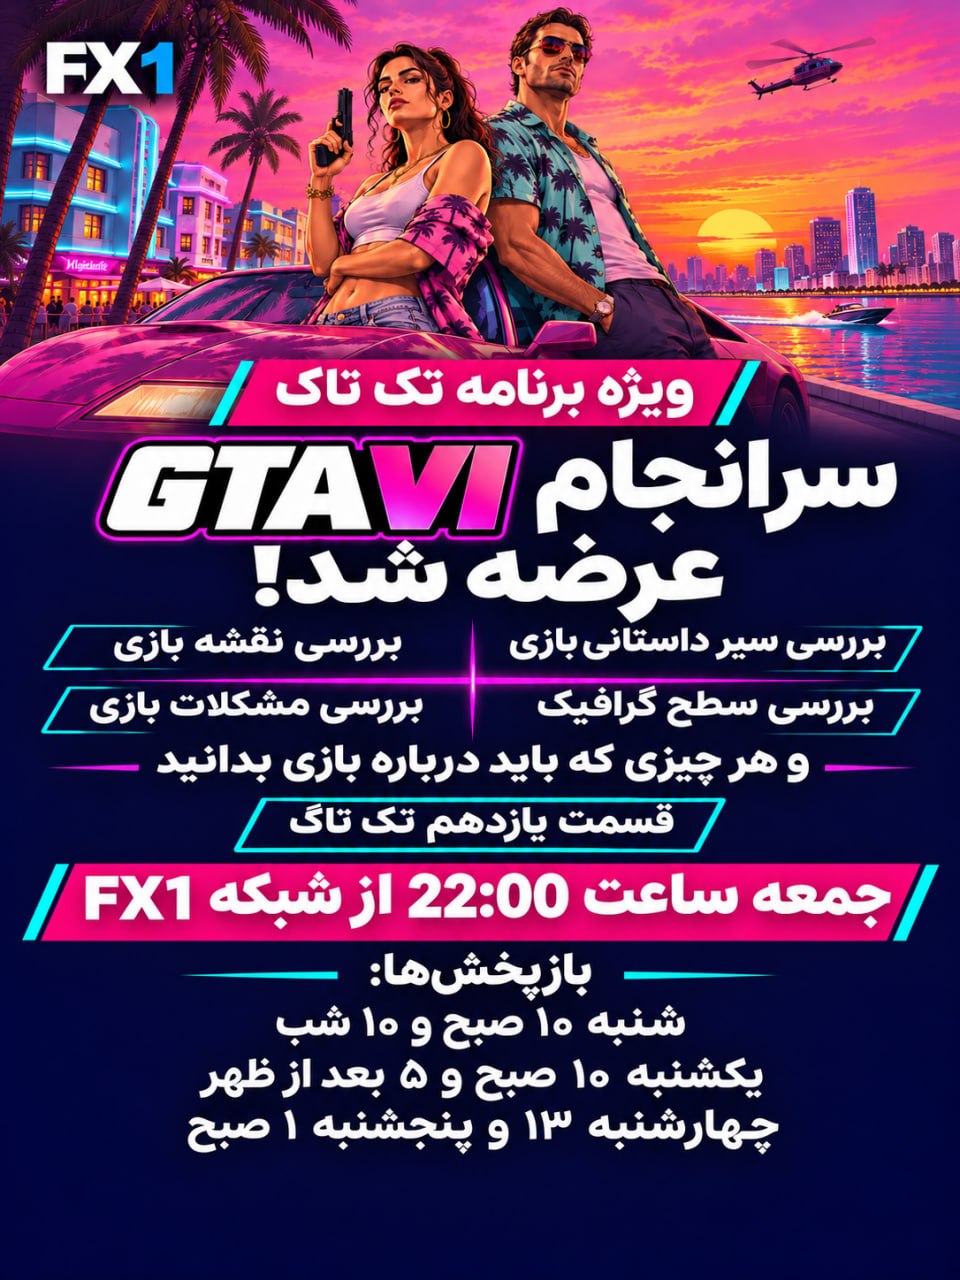 FX1
Nightclub
ویژه برنامه تک تاک
سرانجام GTAVI
عرضه شد!
بررسی سیر داستانی بازی
بررسی نقشه بازی
بررسی سطح گرافیک
بررسی مشکلات بازی
و هر چیزی که باید درباره بازی بدانید
قسمت یازدهم تک تاگ
جمعه ساعت 22:00 از شبکه FX1
بازپخش‌ها:
شنبه ۱۰ صبح و ۱۰ شب
یکشنبه ۱۰ صبح و ۵ بعد از ظهر
چهارشنبه ۱۳ و پنجشنبه ۱ صبح